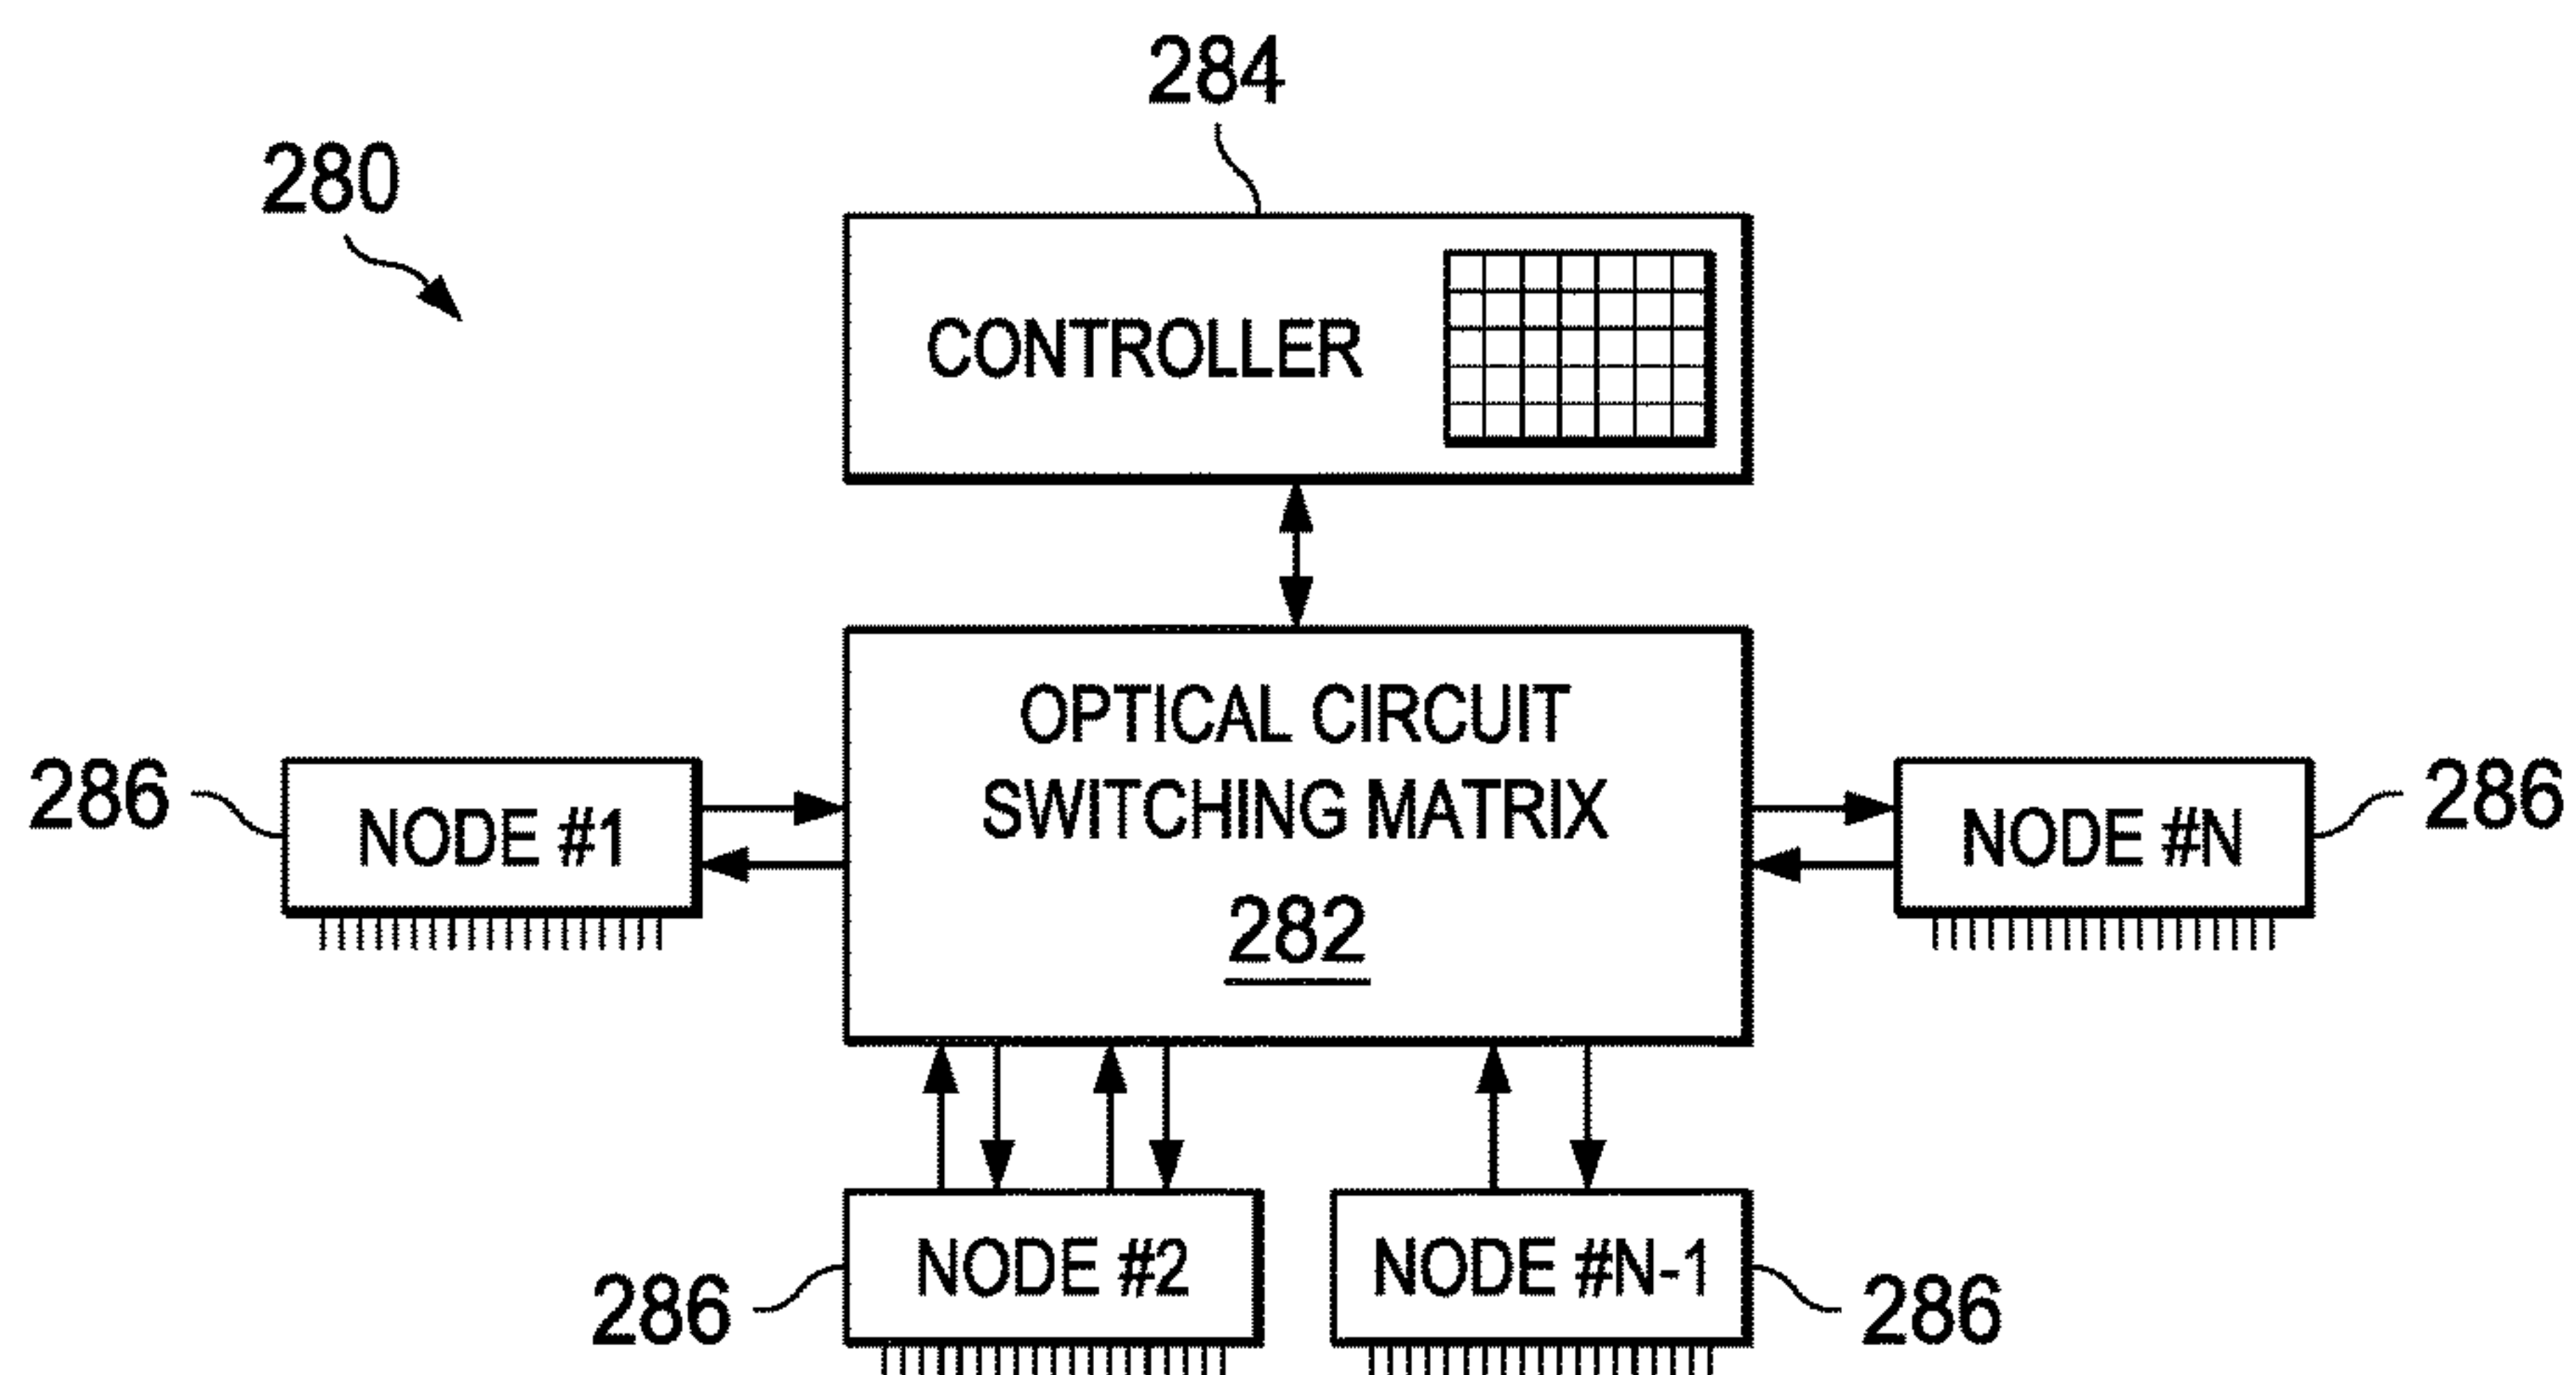 284
280
CONTROLLER
OPTICAL CIRCUIT
SWITCHING MATRIX
282
286
NODE #1
NODE #N
286
286
NODE #2
NODE #N-1
286